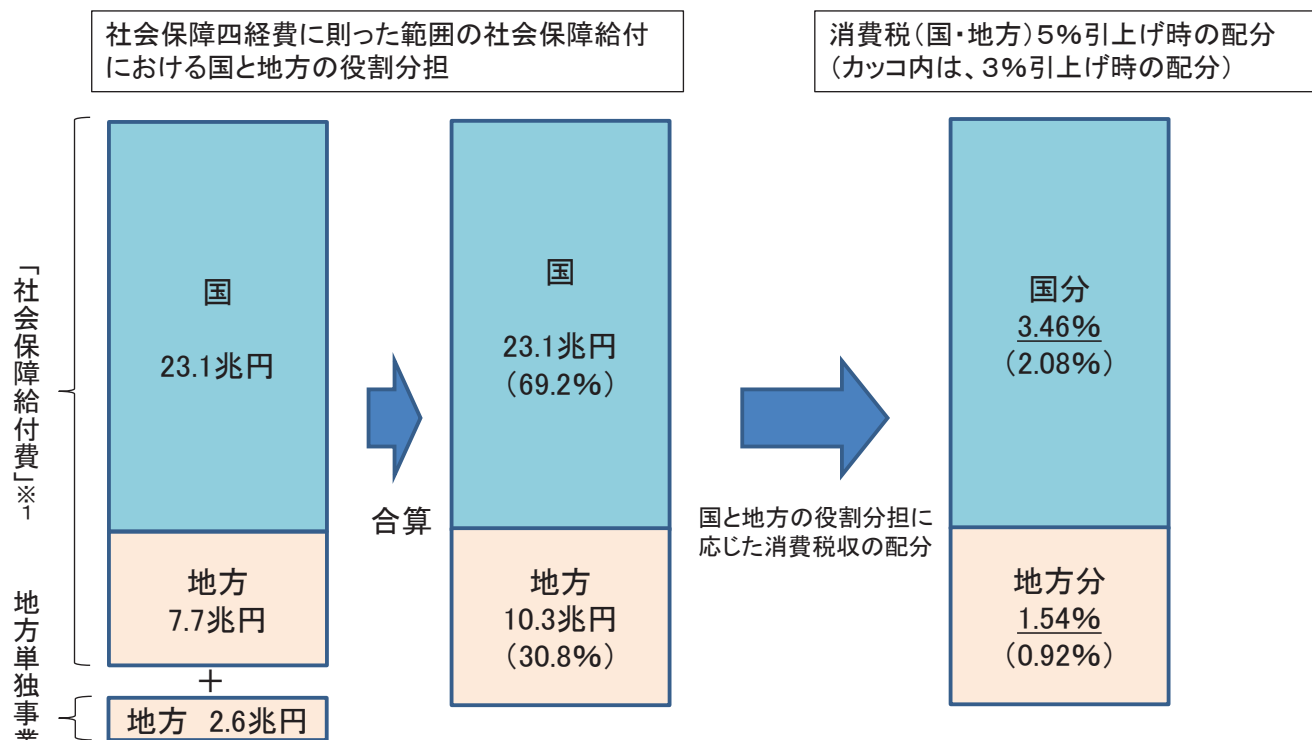 社会保障四経費に則った範囲の社会保障給付
における国と地方の役割分担
消費税(国・地方)5%引上げ時の配分
(カッコ内は、3%引上げ時の配分)
「社会保障給付費」※1
国
23.1兆円
地方
7.7兆円
+
地方単独事業
地方 2.6兆円
合算
国
23.1兆円
(69.2%)
地方
10.3兆円
(30.8%)
国と地方の役割分担に
応じた消費税収の配分
国分
3.46%
(2.08%)
地方分
1.54%
(0.92%)